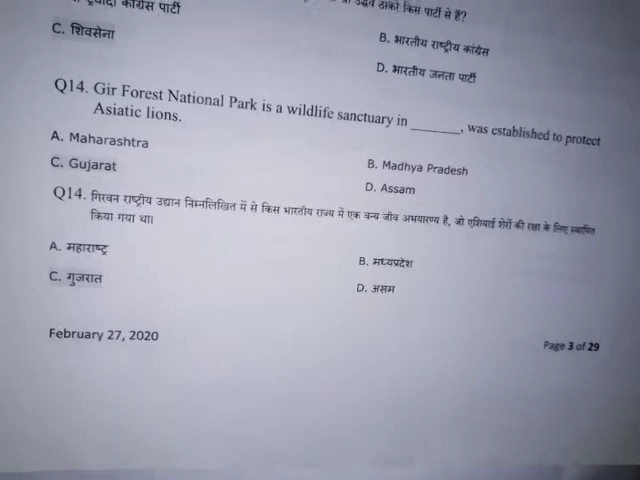 कांग्रेस पार्टी
उद्धव ठाकरे किस पार्टी से हैं?
C. शिवसेना
B. भारतीय राष्ट्रीय कांग्रेस
D. भारतीय जनता पार्टी
Q14. Gir Forest National Park is a wildlife sanctuary in _______, was established to protect
Asiatic lions.
A. Maharashtra
B. Madhya Pradesh
C. Gujarat
D. Assam
Q14. गिरवन राष्ट्रीय उद्यान निम्नलिखित में से किस भारतीय राज्य में एक वन्य जीव अभयारण्य है, जो एशियाई शेरों की रक्षा के लिए स्थापित
किया गया था।
A. महाराष्ट्र
B. मध्यप्रदेश
C. गुजरात
D. असम
February 27, 2020
Page 3 of 29